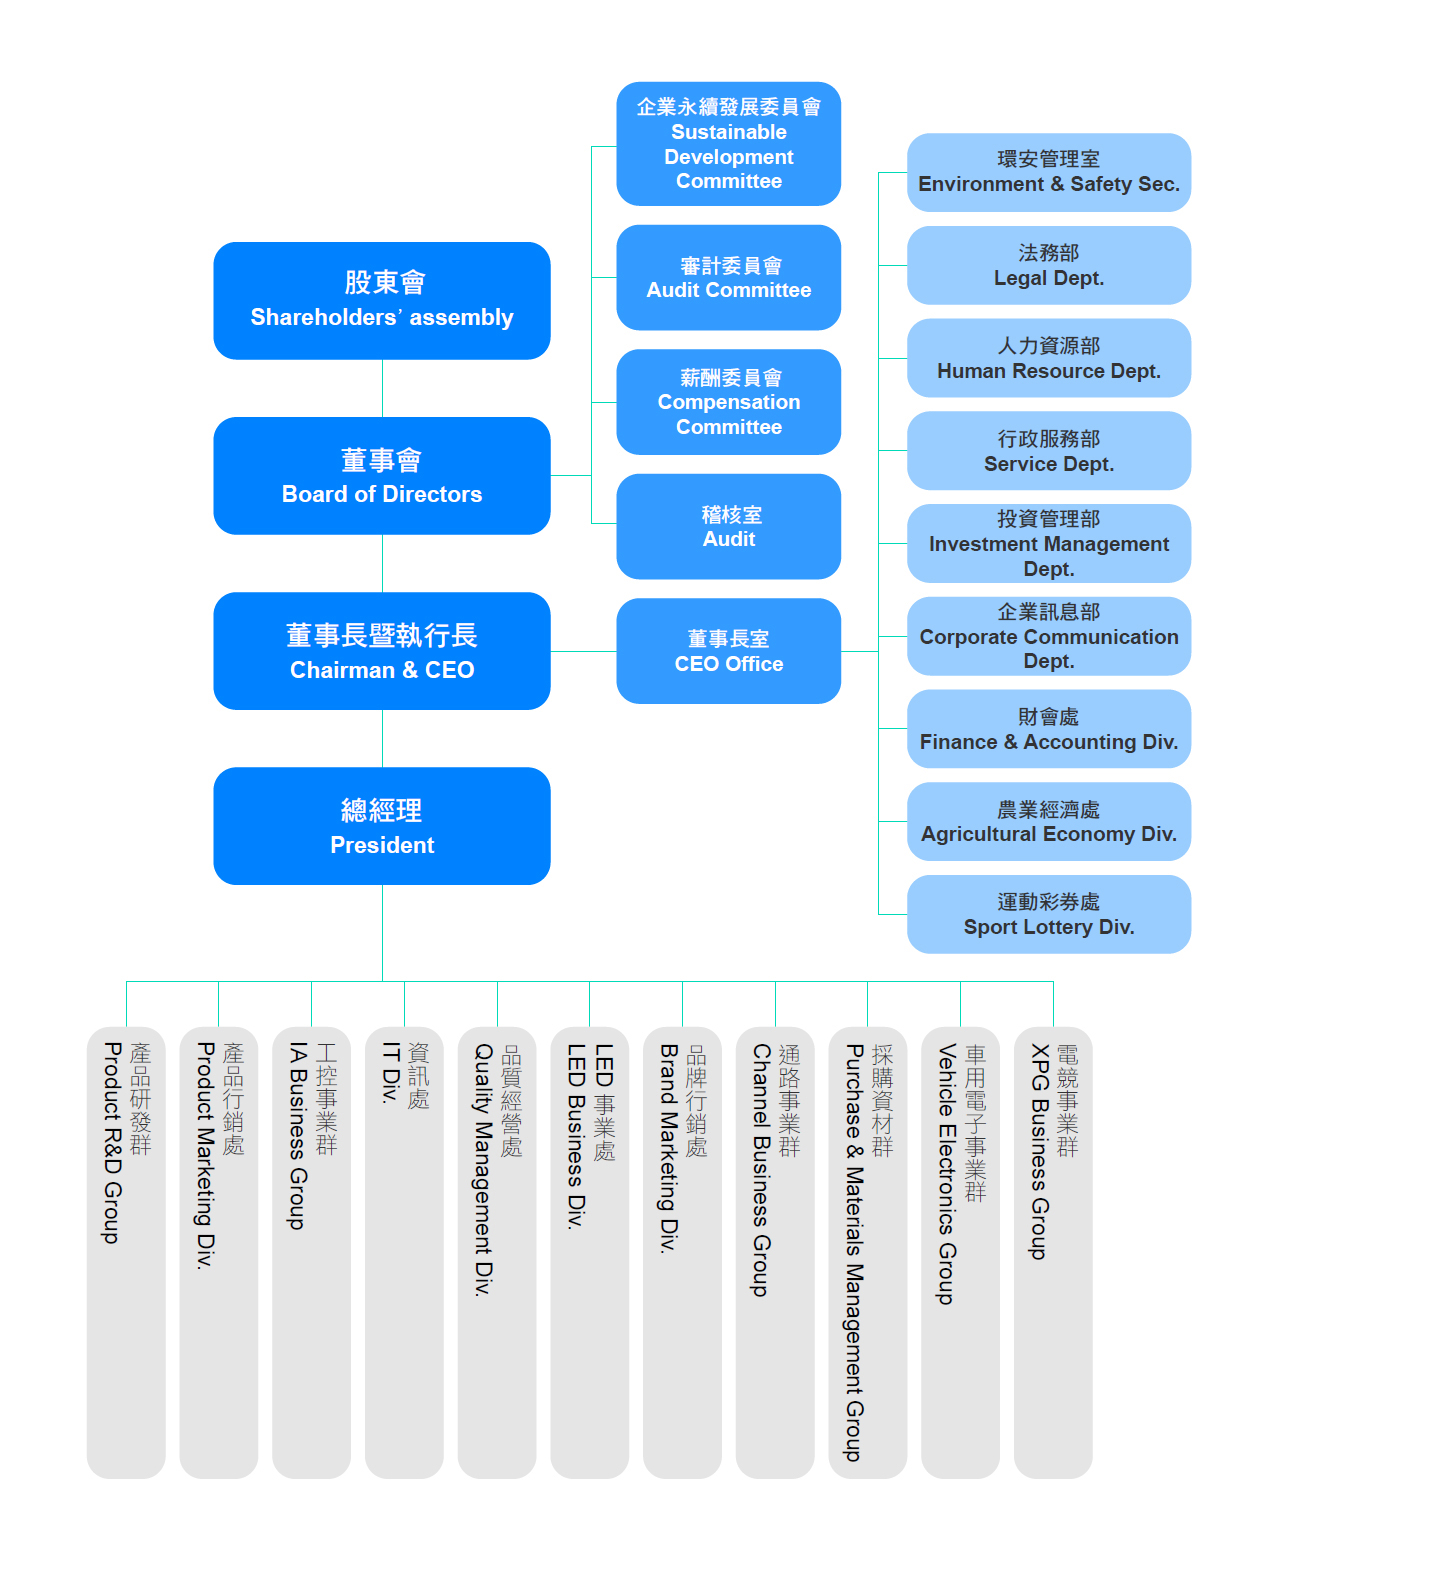 股東會
Shareholders’ assembly
董事會
Board of Directors
董事長暨執行長
Chairman & CEO
總經理
President
企業永續發展委員會
Sustainable
Development
Committee
審計委員會
Audit Committee
薪酬委員會
Compensation
Committee
稽核室
Audit
董事長室
CEO Office
環安管理室
Environment & Safety Sec.
法務部
Legal Dept.
人力資源部
Human Resource Dept.
行政服務部
Service Dept.
投資管理部
Investment Management
Dept.
企業訊息部
Corporate Communication
Dept.
財會處
Finance & Accounting Div.
農業經濟處
Agricultural Economy Div.
運動彩券處
Sport Lottery Div.
產品研發群
Product R&D Group
產品行銷處
Product Marketing Div.
工控事業群
IA Business Group
資訊處
IT Div.
品質經營處
Quality Management Div.
LED 事業處
LED Business Div.
品牌行銷處
Brand Marketing Div.
通路事業群
Channel Business Group
採購資材群
Purchase & Materials Management Group
車用電子事業群
Vehicle Electronics Group
電競事業群
XPG Business Group